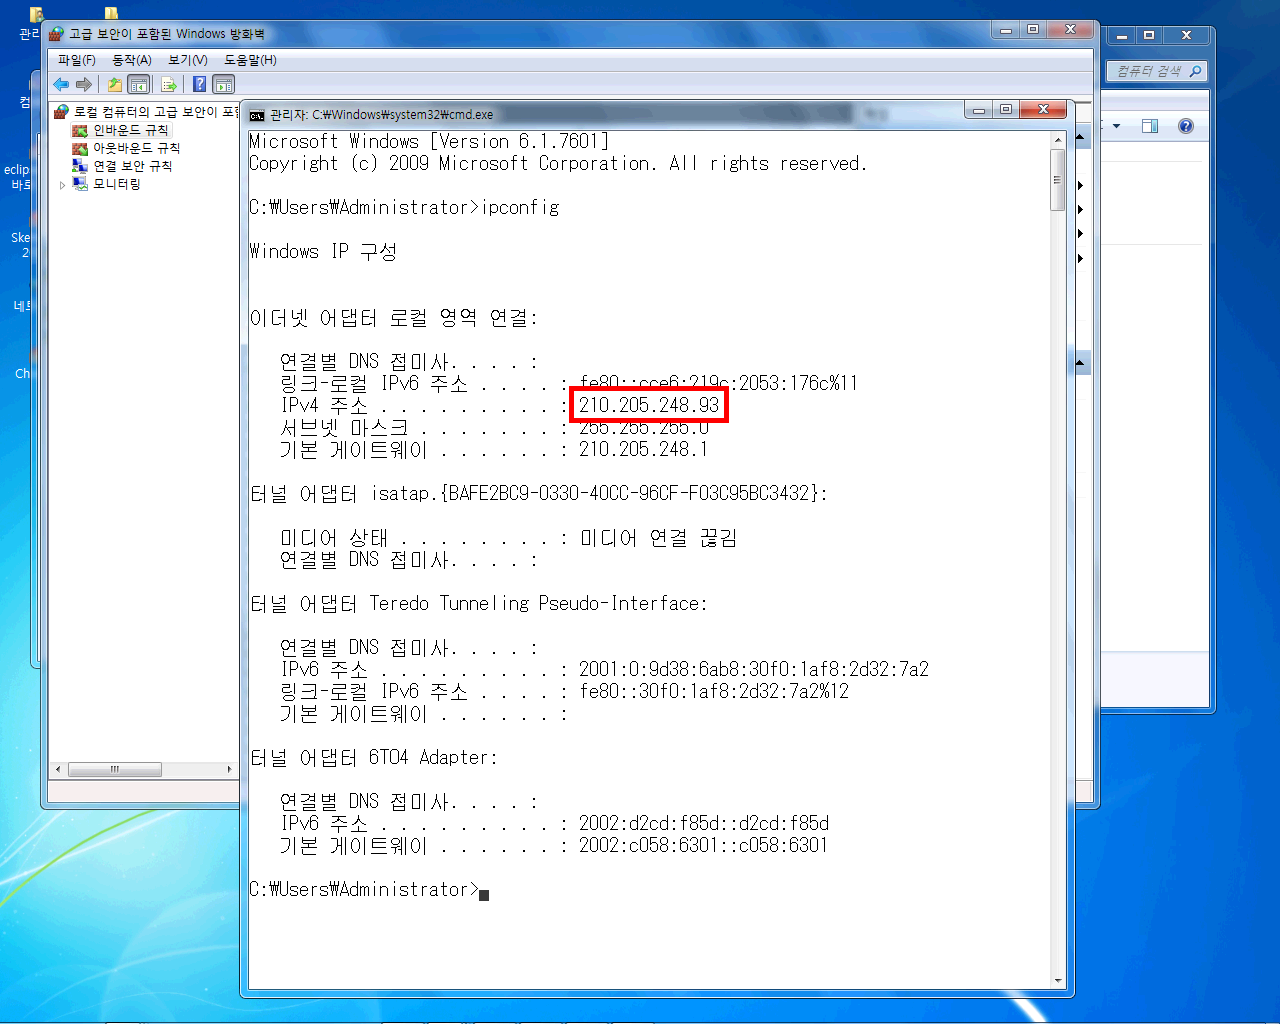 관리
고급 보안이 포함된 Windows 방화벽
파일(F) 동작(A) 보기(V) 도움말(H)
컴퓨터 검색
로컬 컴퓨터의 고급 보안이 포함
인바운드 규칙
아웃바운드 규칙
연결 보안 규칙
모니터링
컴
eclips
바로
Ske
2
네트
Ch
관리자: C:\Windows\system32\cmd.exe
Microsoft Windows [Version 6.1.7601]
Copyright (c) 2009 Microsoft Corporation. All rights reserved.
C:₩Users₩Administrator>ipconfig
Windows IP 구성
이더넷 어댑터 로컬 영역 연결:
연결별 DNS 접미사. . . . :
링크-로컬 IPv6 주소 . . . . : fe80::cce6:219c:2053:176c%11
IPv4 주소 . . . . . . . . . : 210.205.248.93
서브넷 마스크 . . . . . . . : 255.255.255.0
기본 게이트웨이 . . . . . . : 210.205.248.1
터널 어댑터 isatap.{BAFE2BC9-0330-40CC-96CF-F03C95BC3432}:
미디어 상태 . . . . . . . . : 미디어 연결 끊김
연결별 DNS 접미사. . . . :
터널 어댑터 Teredo Tunneling Pseudo-Interface:
연결별 DNS 접미사. . . . :
IPv6 주소 . . . . . . . . . : 2001:0:9d38:6ab8:30f0:1af8:2d32:7a2
링크-로컬 IPv6 주소 . . . . : fe80::30f0:1af8:2d32:7a2%12
기본 게이트웨이 . . . . . . :
터널 어댑터 6TO4 Adapter:
연결별 DNS 접미사. . . . :
IPv6 주소 . . . . . . . . . : 2002:d2cd:f85d::d2cd:f85d
기본 게이트웨이 . . . . . . : 2002:c058:6301::c058:6301
C:₩Users₩Administrator>